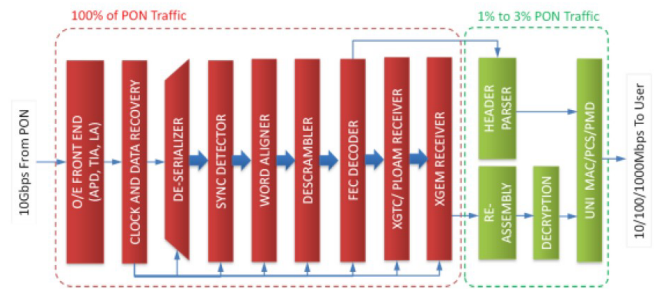 100% of PON Traffic
1% to 3% PON Traffic
10Gbps From PON
O/E FRONT END
(APD, TIA, LA)
CLOCK AND DATA RECOVERY
DE-SERIALIZER
SYNC DETECTOR
WORD ALIGNER
DESCRAMBLER
FEC DECODER
XGTC/ PLOAM RECEIVER
XGEM RECEIVER
HEADER
PARSER
RE-
ASSEMBLY
DECRYPTION
UNI MAC/PCS/PMD
10/100/1000Mbps To User